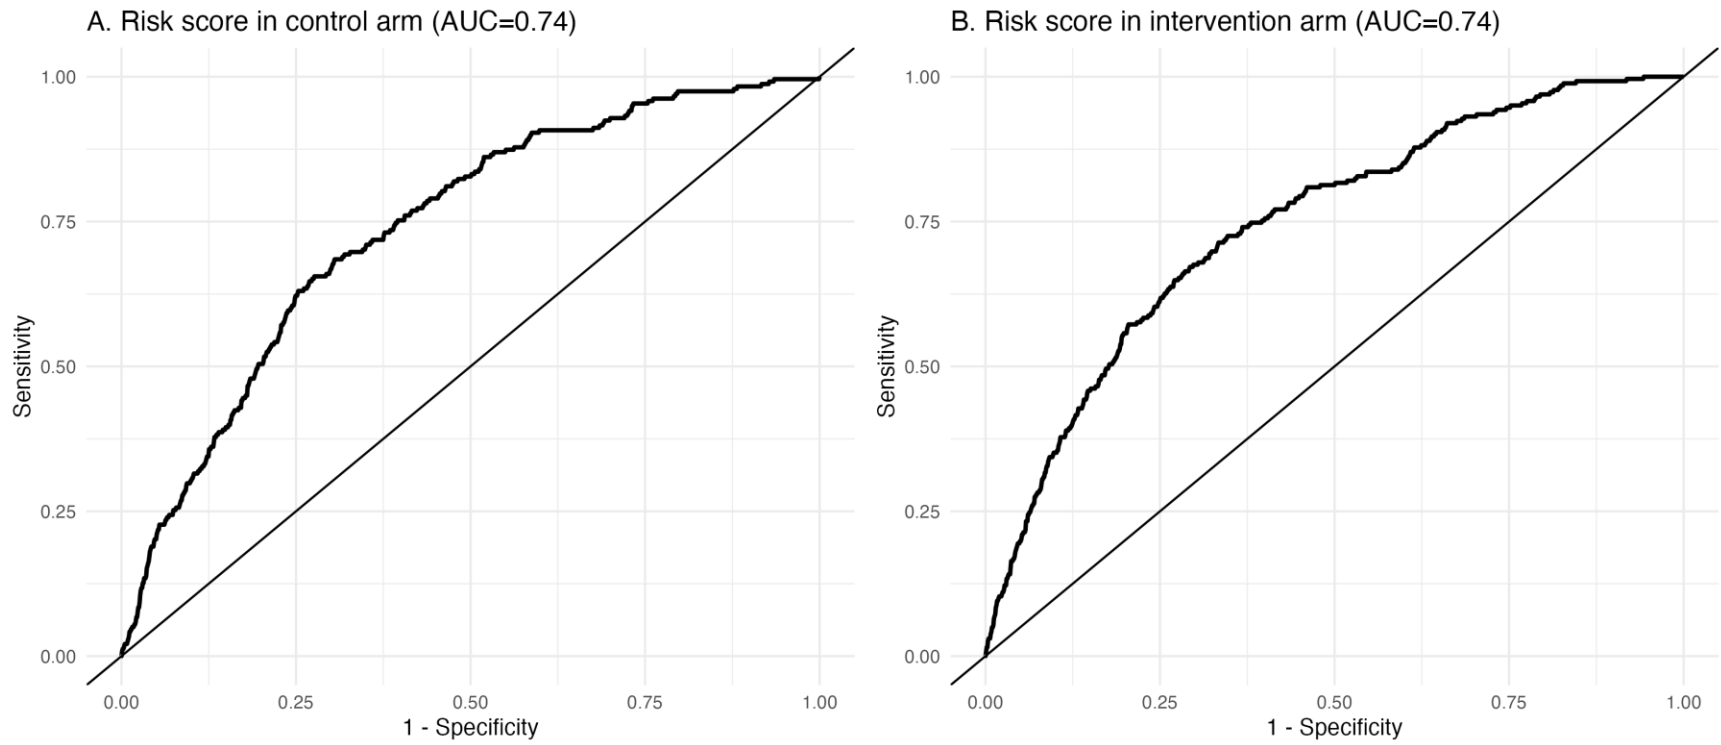 A. Risk score in control arm (AUC=0.74)
1.00
0.75
0.50
0.25
0.00
Sensitivity
0.00 0.25 0.50 0.75 1.00
1 - Specificity
B. Risk score in intervention arm (AUC=0.74)
1.00
0.75
0.50
0.25
0.00
Sensitivity
0.00 0.25 0.50 0.75 1.00
1 - Specificity